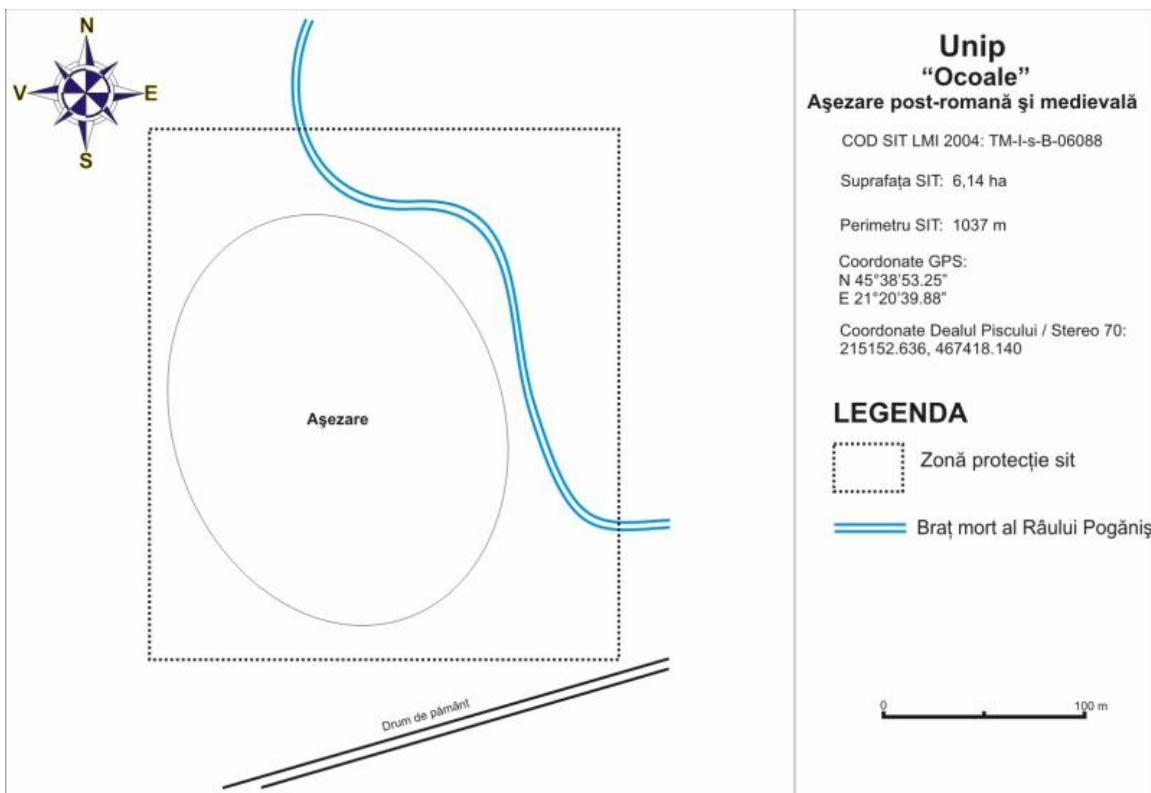 N
V
E
S
Aşezare
Drum de pământ
Unip
“Ocoale”
Aşezare post-romană şi medievală
COD SIT LMI 2004: TM-I-s-B-06088
Suprafața SIT: 6,14 ha
Perimetru SIT: 1037 m
Coordonate GPS:
N 45°38’53.25”
E 21°20’39.88”
Coordonate Dealul Piscului / Stereo 70:
215152.636, 467418.140
LEGENDA
Zonă protecție sit
Braț mort al Râului Pogăniş
0
100 m